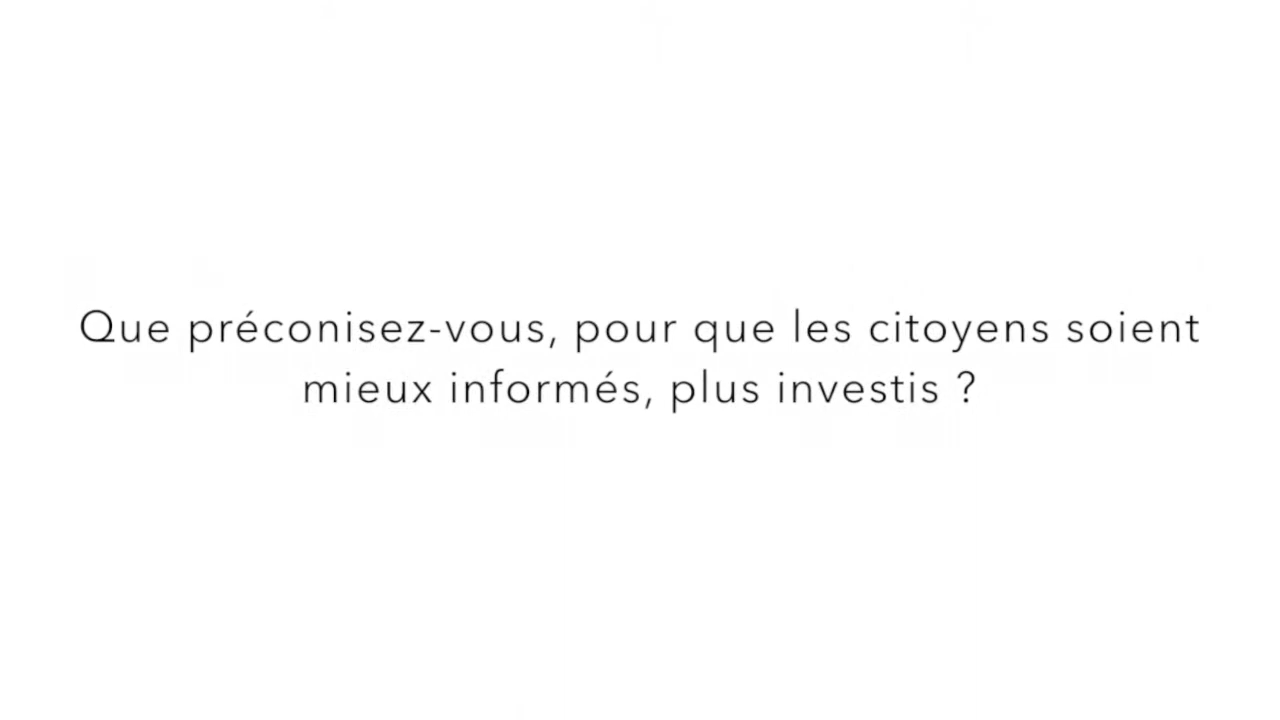 Que préconisez-vous, pour que les citoyens soient
mieux informés, plus investis ?